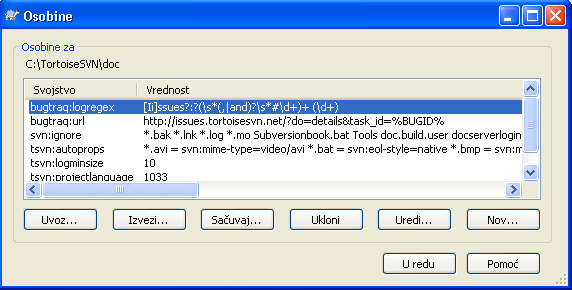 Osobine
Osobine za
C:\TortoiseSVN\doc
Svojstvo Vrednost
bugtraq:logregex [Ii]ssues?:?(\s*(,|and)?\s*#\d+)+ (\d+)
bugtraq:url http://issues.tortoisesvn.net/?do=details&task_id=%BUGID%
svn:ignore *.bak *.lnk *.log *.mo Subversionbook.bat Tools doc.build.user docserverlogin
tsvn:autoprops *.avi = svn:mime-type=video/avi *.bat = svn:eol-style=native *.bmp = svn:m
tsvn:logminsize 10
tsvn:projectlanguage 1033
Uvoz... Izvezi... Sačuvaj... Ukloni Uredi... Nov...
U redu Pomoć